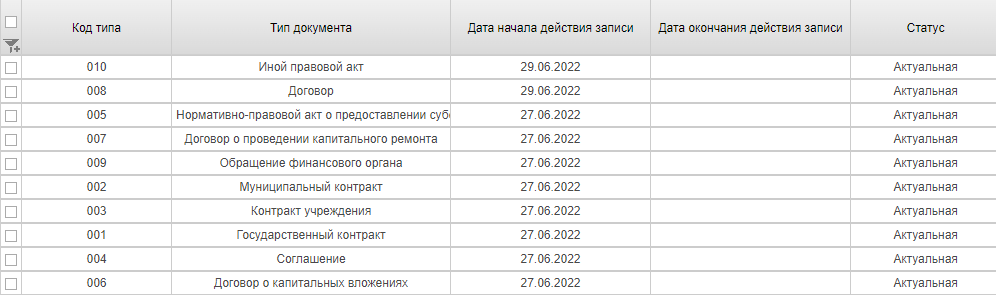 Код типа Тип документа Дата начала действия записи Дата окончания действия записи Статус
010 Иной правовой акт 29.06.2022 Актуальная
008 Договор 29.06.2022 Актуальная
005 Нормативно-правовой акт о предоставлении 27.06.2022 Актуальная
007 Договор о проведении капитального ремонта 27.06.2022 Актуальная
009 Обращение финансового органа 27.06.2022 Актуальная
002 Муниципальный контракт 27.06.2022 Актуальная
003 Контракт учреждения 27.06.2022 Актуальная
001 Государственный контракт 27.06.2022 Актуальная
004 Соглашение 27.06.2022 Актуальная
006 Договор о капитальных вложениях 27.06.2022 Актуальная